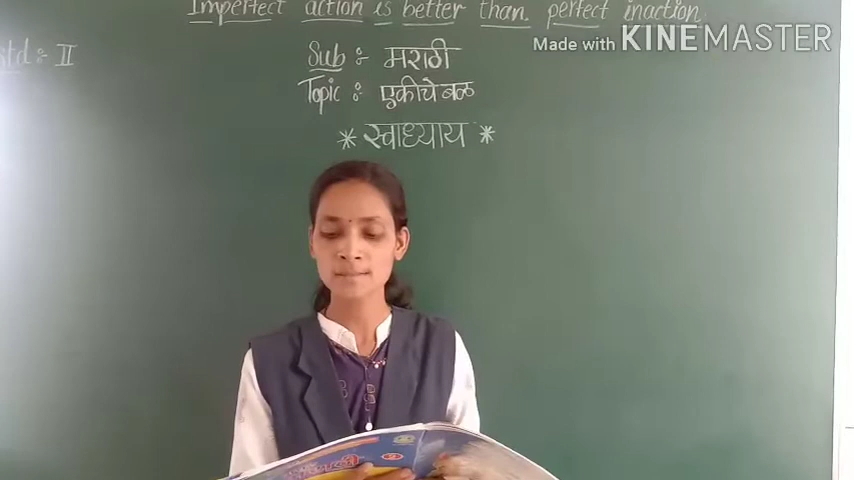 Imperfect action is better than perfect inaction
Made with KINEMASTER
std :- II
Sub :- मराठी
Topic :- एकीचे बळ
* स्वाध्याय *